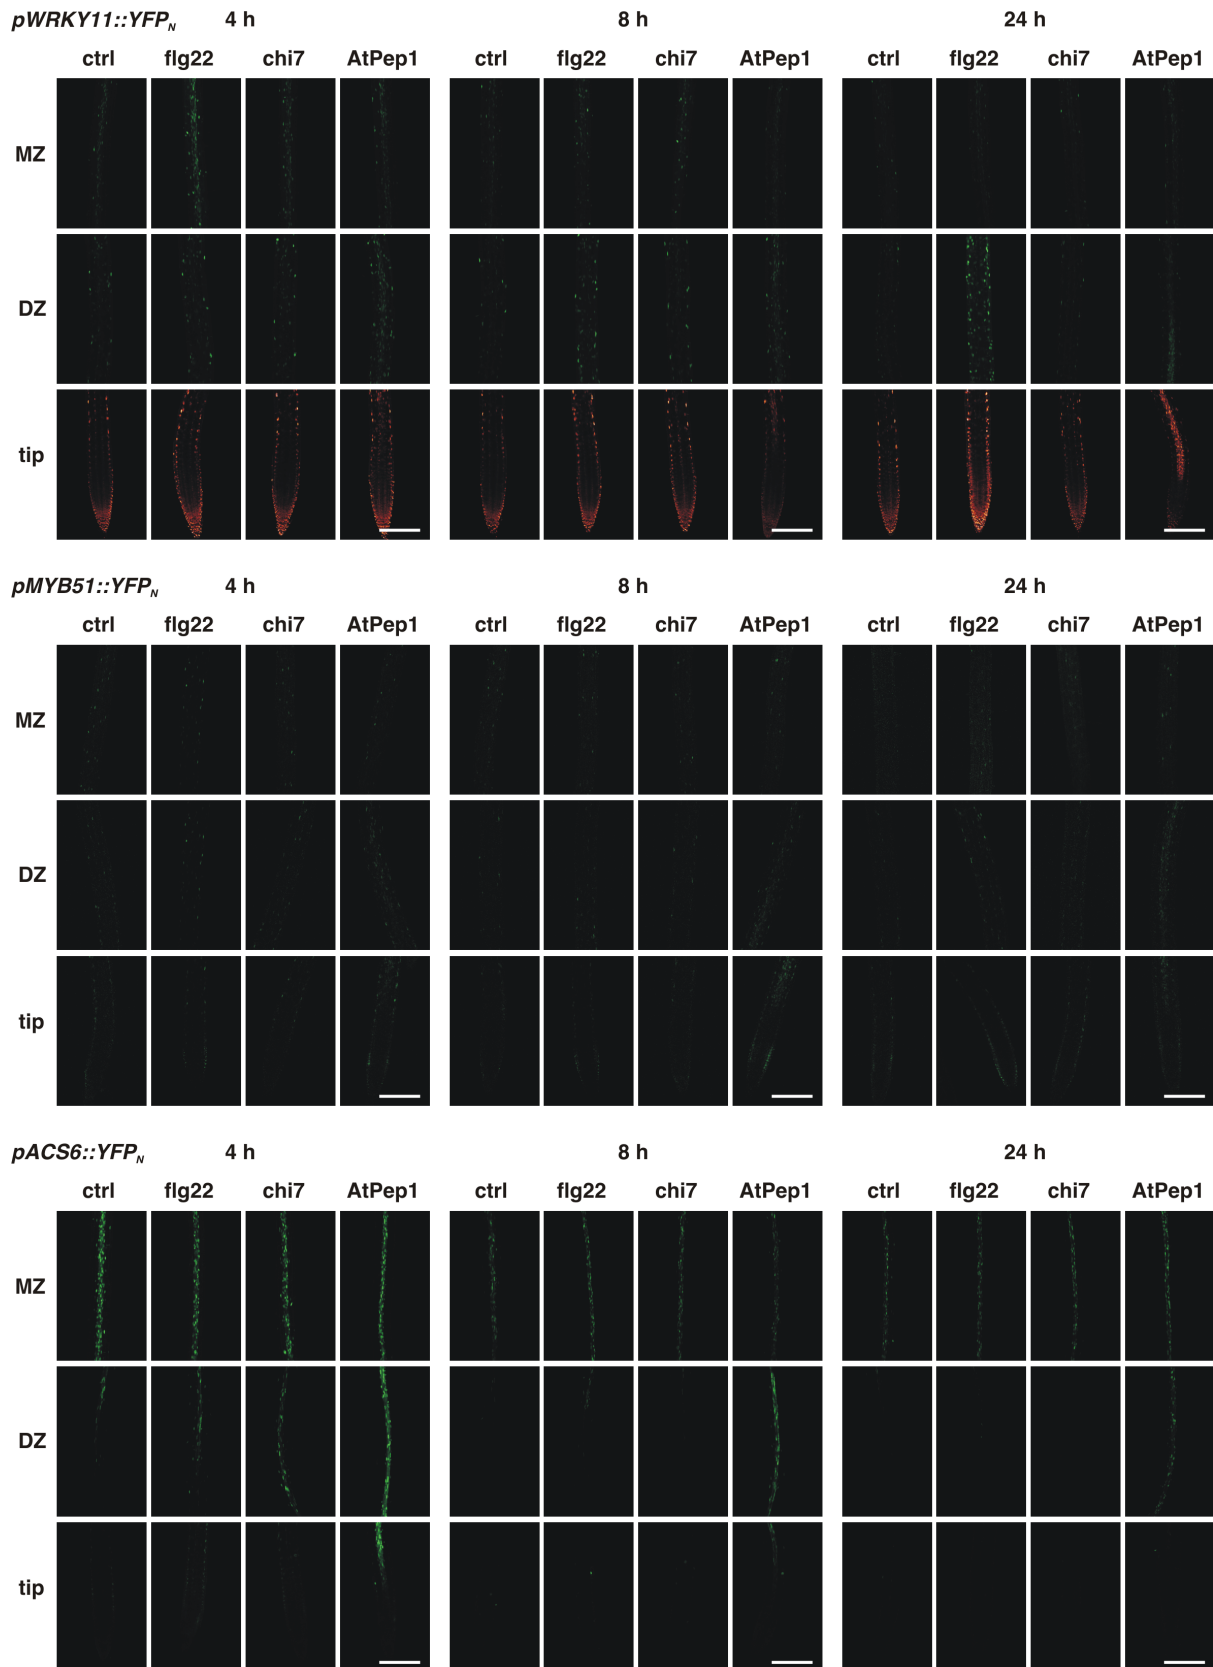 pWRKY11::YFPN 4 h 8 h 24 h
ctrl flg22 chi7 AtPep1 ctrl flg22 chi7 AtPep1 ctrl flg22 chi7 AtPep1
MZ
DZ
tip
pMYB51::YFPN 4 h 8 h 24 h
ctrl flg22 chi7 AtPep1 ctrl flg22 chi7 AtPep1 ctrl flg22 chi7 AtPep1
MZ
DZ
tip
pACS6::YFPN 4 h 8 h 24 h
ctrl flg22 chi7 AtPep1 ctrl flg22 chi7 AtPep1 ctrl flg22 chi7 AtPep1
MZ
DZ
tip